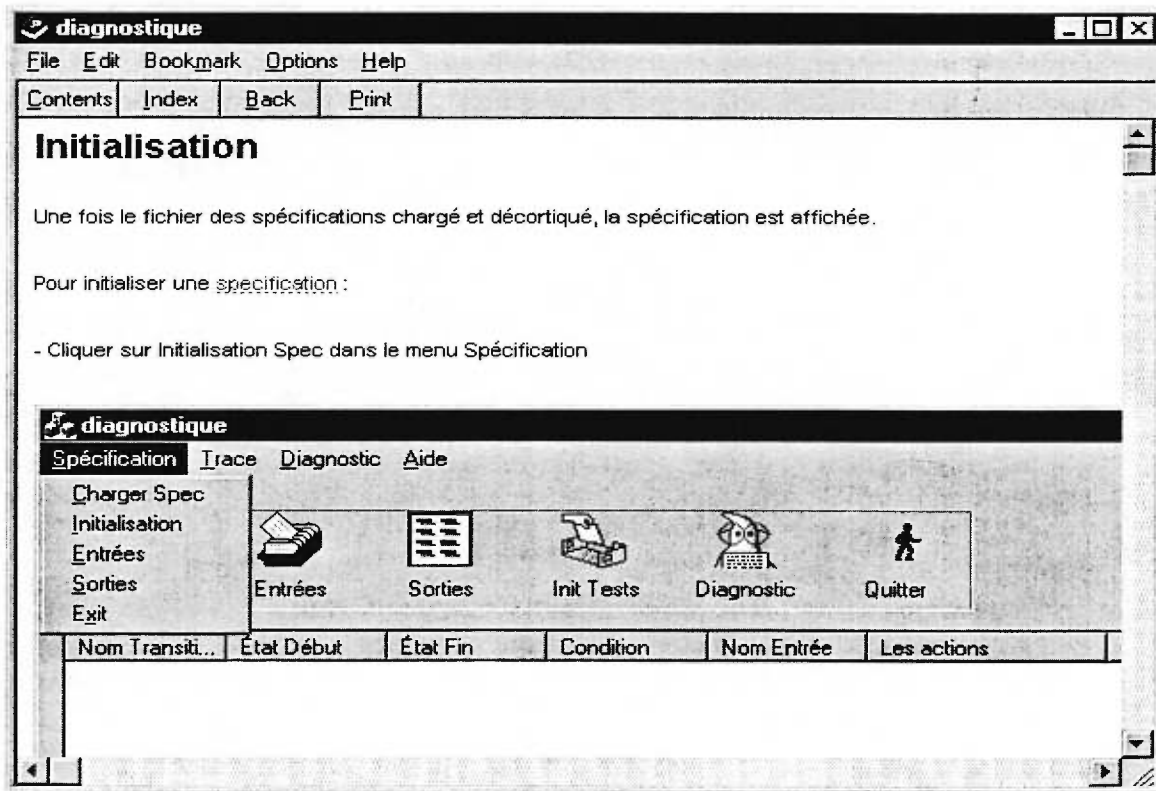 diagnostique
File Edit Bookmark Options Help
Contents Index Back Print
Initialisation
Une fois le fichier des spécifications chargé et décortiqué, la spécification est affichée.
Pour initialiser une specification :
- Cliquer sur Initialisation Spec dans le menu Spécification
diagnostique
Spécification Trace Diagnostic Aide
Charger Spec
Initialisation
Entrées
Sorties
Exit
Entrées Sorties Init Tests Diagnostic Quitter
Nom Transiti... État Début État Fin Condition Nom Entrée Les actions